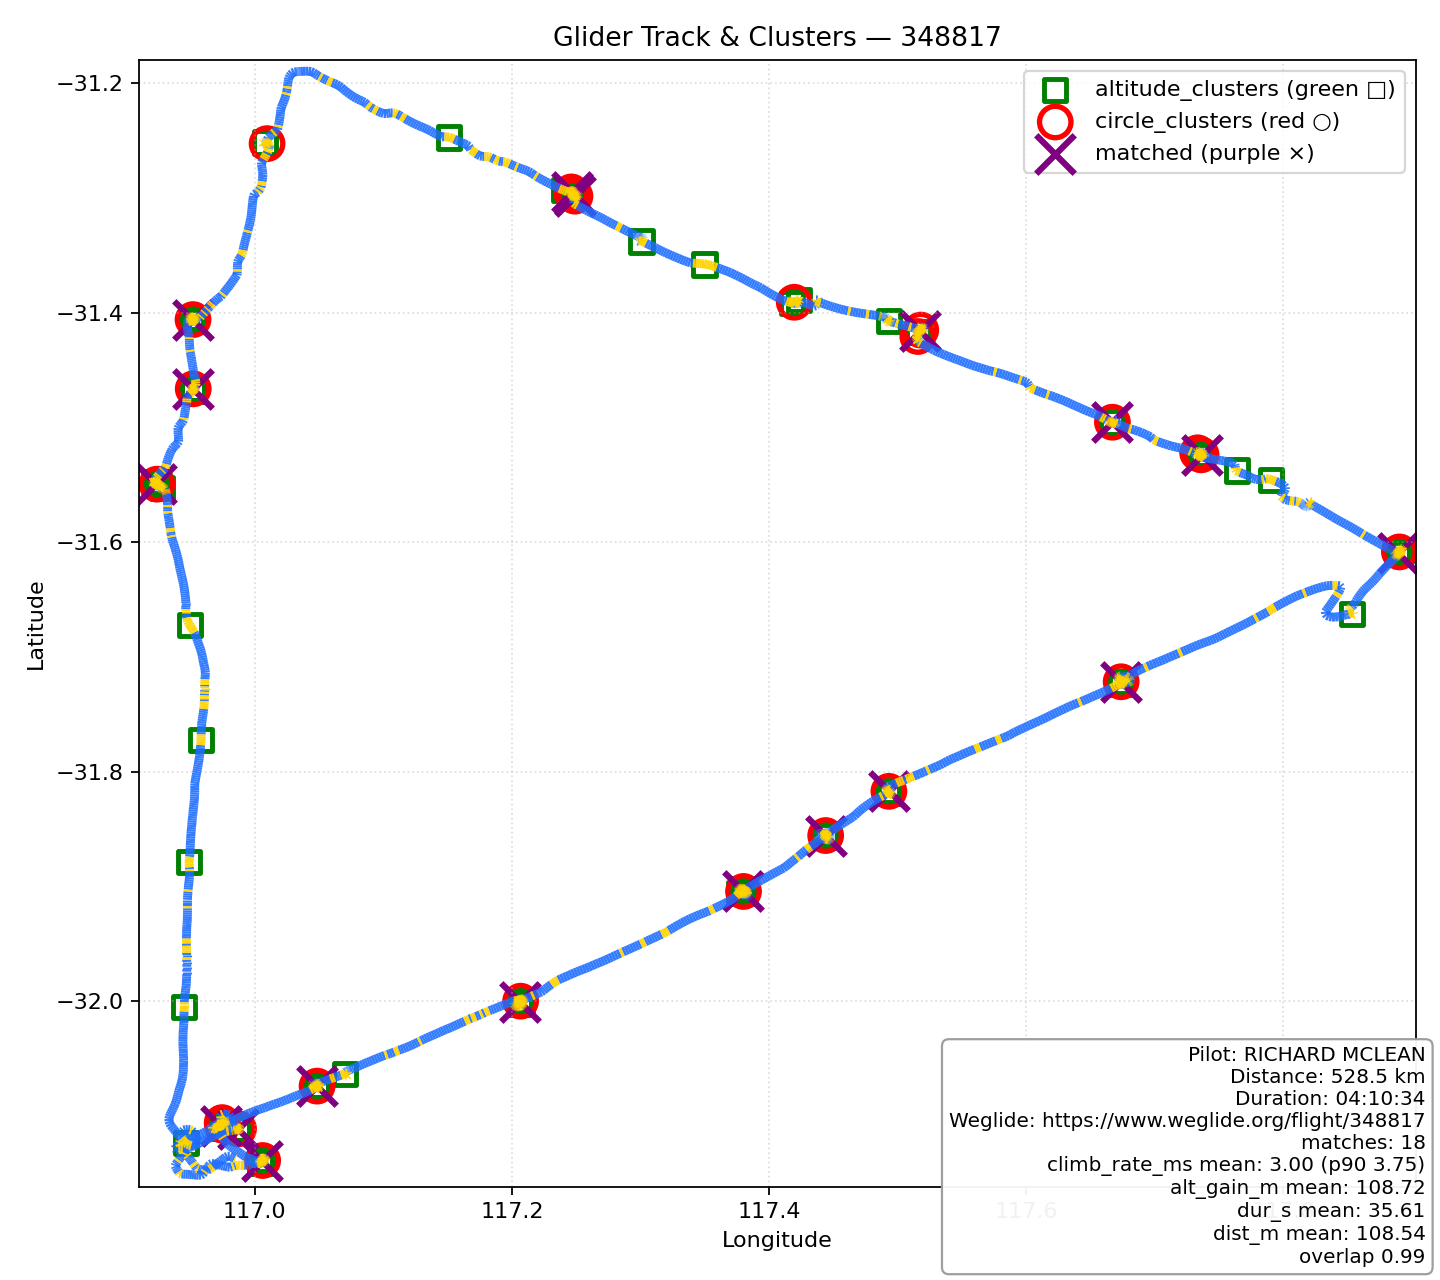 Glider Track & Clusters — 348817
altitude_clusters (green □)
circle_clusters (red ○)
matched (purple ×)
Latitude
−31.2
−31.4
−31.6
−31.8
−32.0
117.0
117.2
117.4
117.6
Longitude
Pilot: RICHARD MCLEAN
Distance: 528.5 km
Duration: 04:10:34
Weglide: https://www.weglide.org/flight/348817
matches: 18
climb_rate_ms mean: 3.00 (p90 3.75)
alt_gain_m mean: 108.72
dur_s mean: 35.61
dist_m mean: 108.54
overlap 0.99